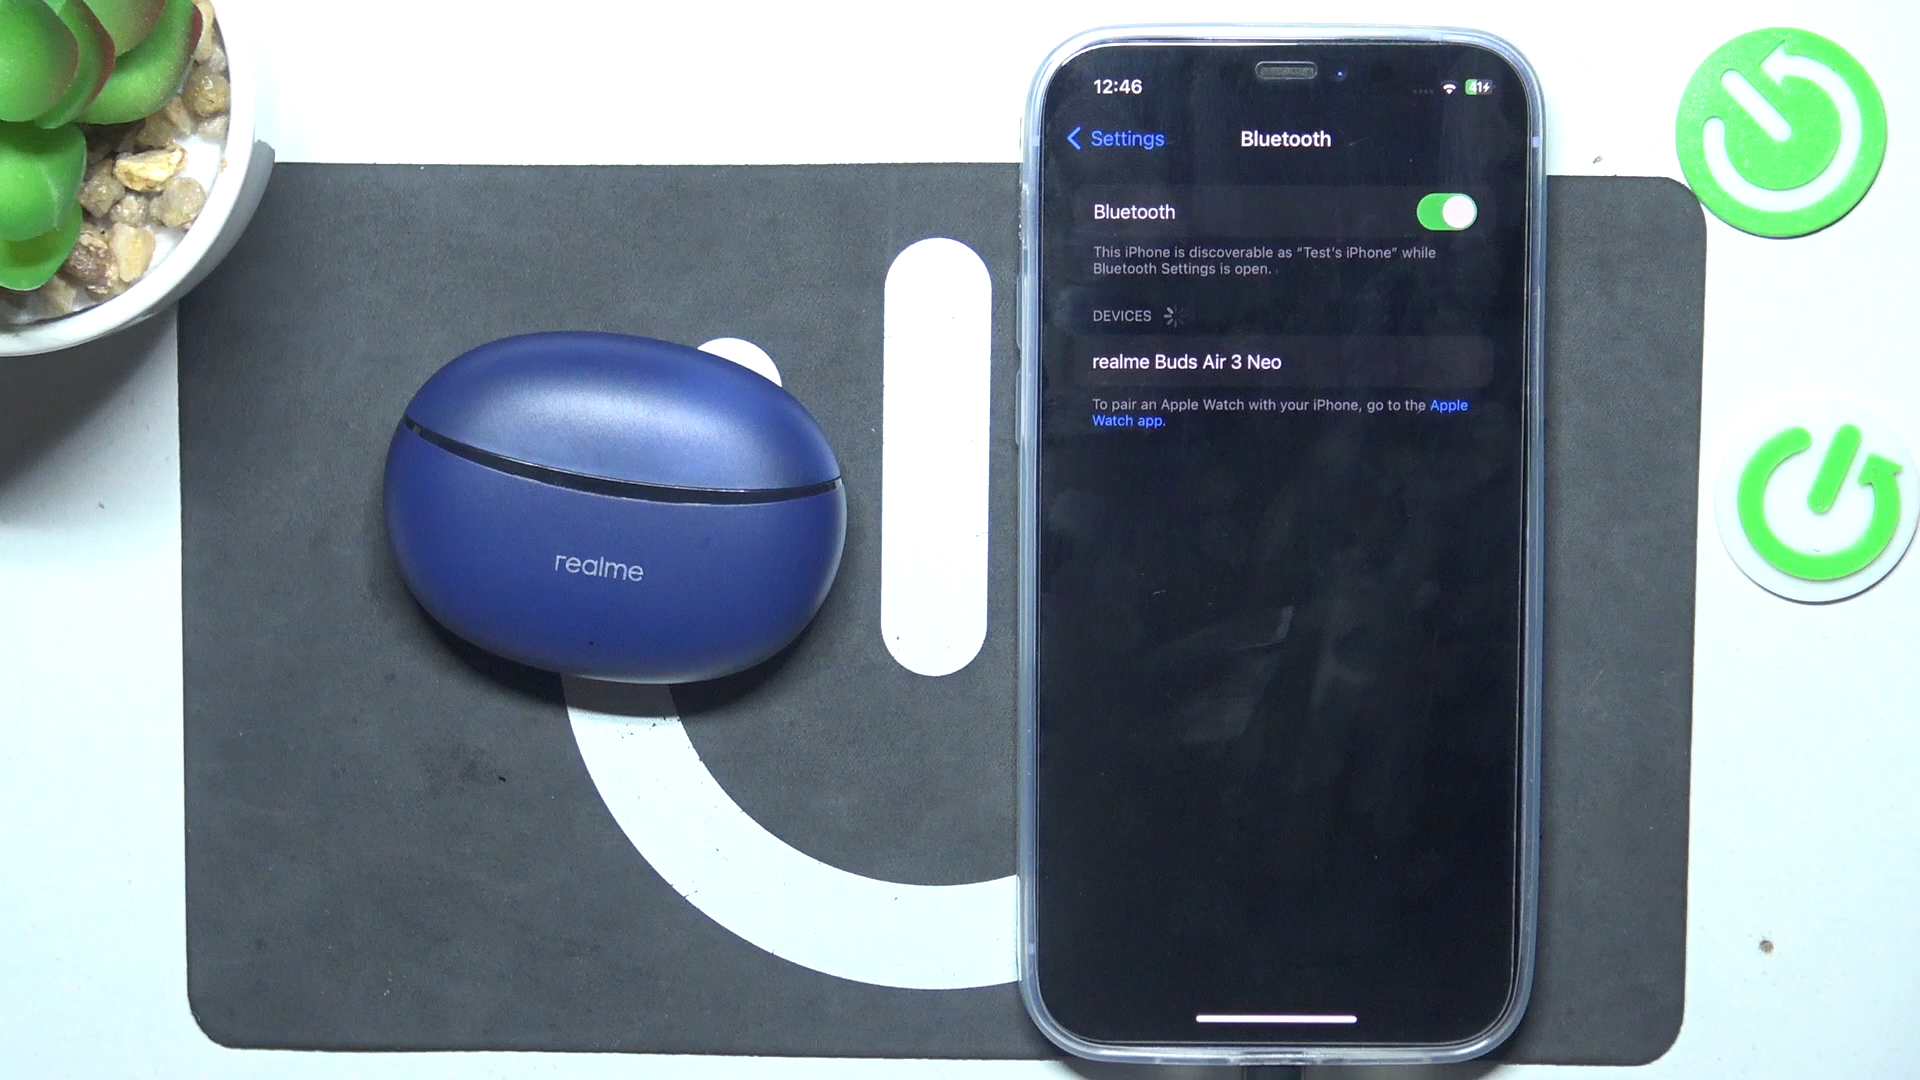 realme
12:46
41
Settings
Bluetooth
Bluetooth
This iPhone is discoverable as “Test’s iPhone” while
Bluetooth Settings is open.
DEVICES
realme Buds Air 3 Neo
To pair an Apple Watch with your iPhone, go to the Apple
Watch app.